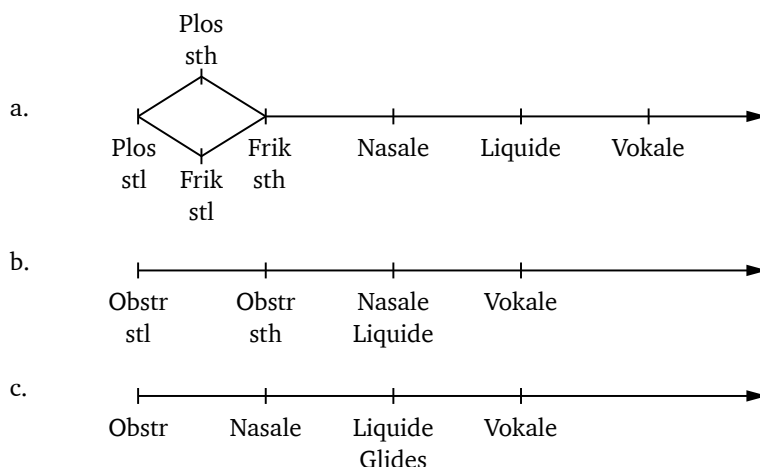 Plos
sth
a.
Plos Frik Nasale Liquide Vokale
stl Frik sth
stl
b.
Obstr Obstr Nasale Vokale
stl sth Liquide
c.
Obstr Nasale Liquide Vokale
Glides